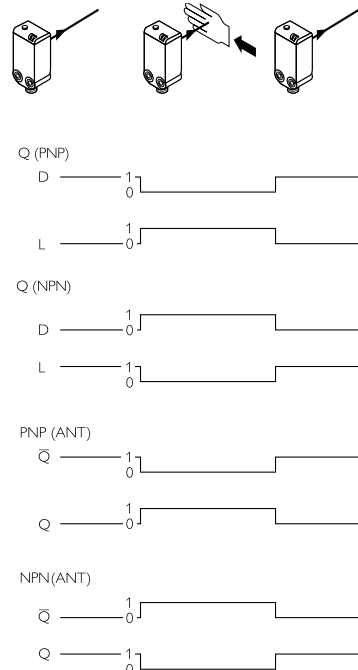 Q (PNP)
D 1
0
1
L 0
Q (NPN)
1
D 0
L 1
0
PNP (ANT)
Q̅ 1
0
1
Q 0
NPN(ANT)
1
Q̅ 0
Q 1
0